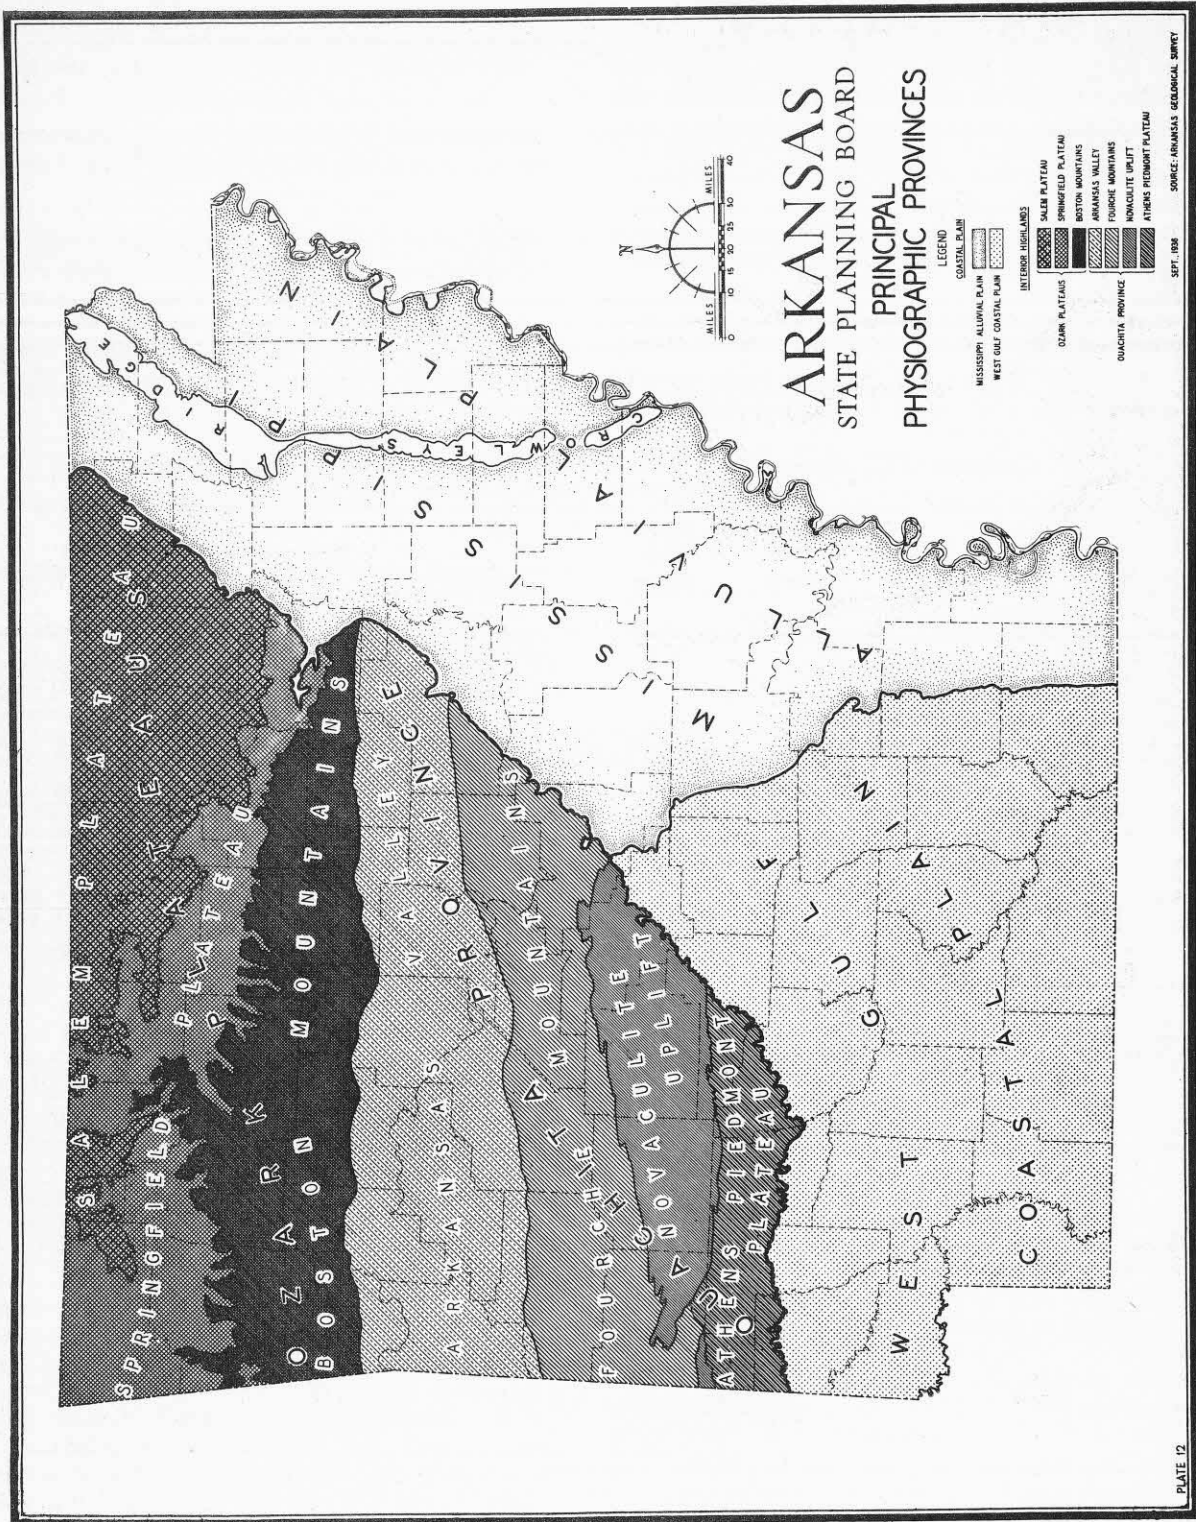 ARKANSAS
STATE PLANNING BOARD
PRINCIPAL
PHYSIOGRAPHIC PROVINCES
LEGEND
COASTAL PLAIN
MISSISSIPPI ALLUVIAL PLAIN
WEST GULF COASTAL PLAIN
INTERIOR HIGHLANDS
OZARK PLATEAUS
SALEM PLATEAU
SPRINGFIELD PLATEAU
BOSTON MOUNTAINS
OUACHITA PROVINCE
ARKANSAS VALLEY
FOURCHE MOUNTAINS
NOVACULITE UPLIFT
ATHENS PIEDMONT PLATEAU
SEPT. 1936
SOURCE: ARKANSAS GEOLOGICAL SURVEY
N
MILES
MILES
0 10 15 20 25 30 40
SALEM PLATEAU
SPRINGFIELD PLATEAU
OZARK PLATEAUS
BOSTON MOUNTAINS
ARKANSAS VALLEY
OUACHITA PROVINCE
FOURCHE MOUNTAINS
NOVACULITE
UPLIFT
ATHENS PIEDMONT
PLATEAU
WEST GULF
COASTAL PLAIN
MISSISSIPPI ALLUVIAL PLAIN
CROWLEYS RIDGE
PLATE 12